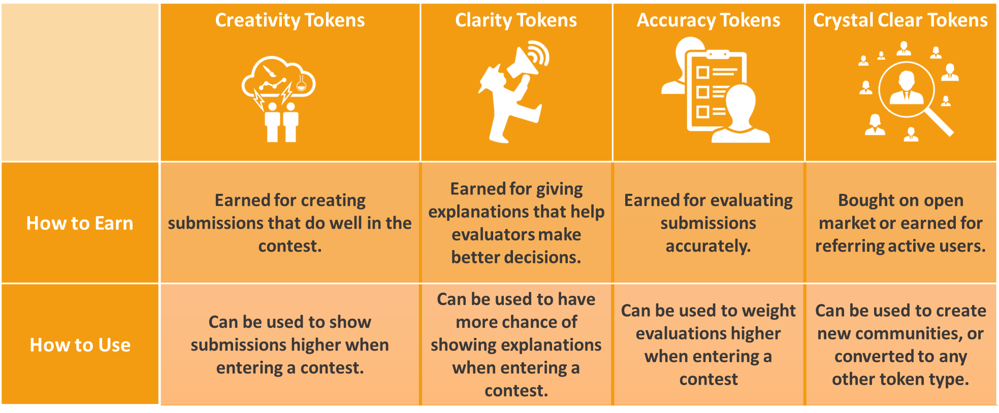 Creativity Tokens
Clarity Tokens
Accuracy Tokens
Crystal Clear Tokens
How to Earn
Earned for creating
submissions that do well in the
contest.
Earned for giving
explanations that help
evaluators make
better decisions.
Earned for evaluating
submissions
accurately.
Bought on open
market or earned for
referring active users.
How to Use
Can be used to show
submissions higher when
entering a contest.
Can be used to have
more chance of
showing explanations
when entering a
contest.
Can be used to weight
evaluations higher
when entering a
contest
Can be used to create
new communities, or
converted to any
other token type.